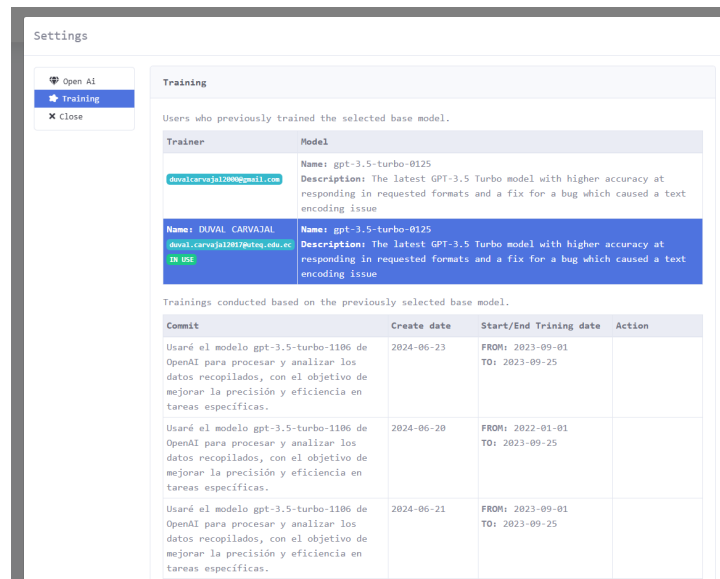 Settings
Open Ai
Training
Close
Training
Users who previously trained the selected base model.
Trainer Model
duvalcarvajal2000@gmail.com
Name: gpt-3.5-turbo-0125
Description: The latest GPT-3.5 Turbo model with higher accuracy at
responding in requested formats and a fix for a bug which caused a text
encoding issue
Name: DUVAL CARVAJAL
duval.carvajal2017@uteq.edu.ec
IN USE
Name: gpt-3.5-turbo-0125
Description: The latest GPT-3.5 Turbo model with higher accuracy at
responding in requested formats and a fix for a bug which caused a text
encoding issue
Trainings conducted based on the previously selected base model.
Commit Create date Start/End Trining date Action
Usaré el modelo gpt-3.5-turbo-1106 de
OpenAI para procesar y analizar los
datos recopilados, con el objetivo de
mejorar la precisión y eficiencia en
tareas específicas.
2024-06-23
FROM: 2023-09-01
TO: 2023-09-25
Usaré el modelo gpt-3.5-turbo-1106 de
OpenAI para procesar y analizar los
datos recopilados, con el objetivo de
mejorar la precisión y eficiencia en
tareas específicas.
2024-06-20
FROM: 2022-01-01
TO: 2023-09-25
Usaré el modelo gpt-3.5-turbo-1106 de
OpenAI para procesar y analizar los
datos recopilados, con el objetivo de
mejorar la precisión y eficiencia en
tareas específicas.
2024-06-21
FROM: 2023-09-01
TO: 2023-09-25